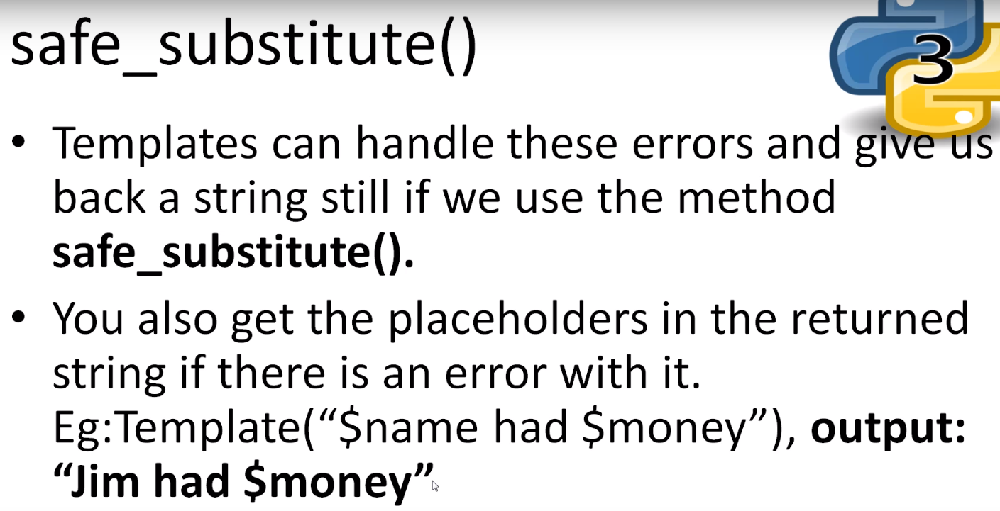 safe_substitute()
3
• Templates can handle these errors and give us
back a string still if we use the method
safe_substitute().
• You also get the placeholders in the returned
string if there is an error with it.
Eg:Template(“$name had $money”), output:
“Jim had $money”